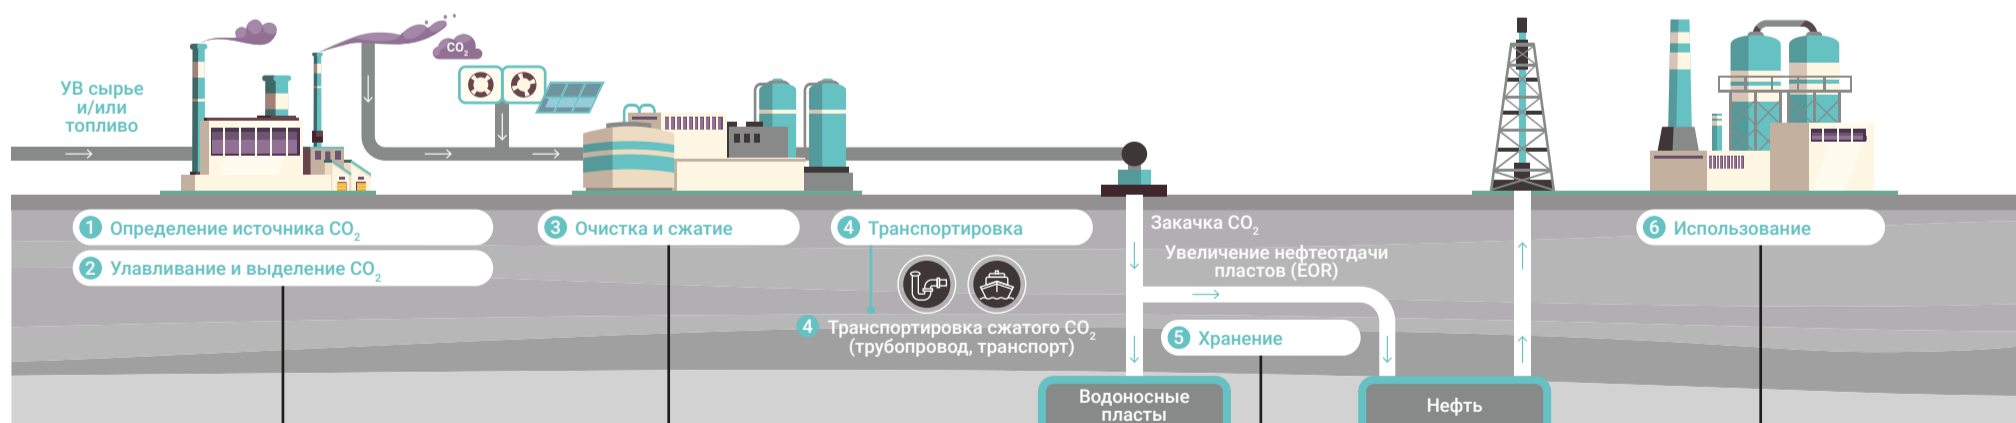 УВ сырье
и/или
топливо
CO₂
1 Определение источника CO₂
2 Улавливание и выделение CO₂
3 Очистка и сжатие
4 Транспортировка
4 Транспортировка сжатого CO₂
(трубопровод, транспорт)
Закачка CO₂
Увеличение нефтеотдачи
пластов (EOR)
5 Хранение
Водоносные
пласты
Нефть
6 Использование